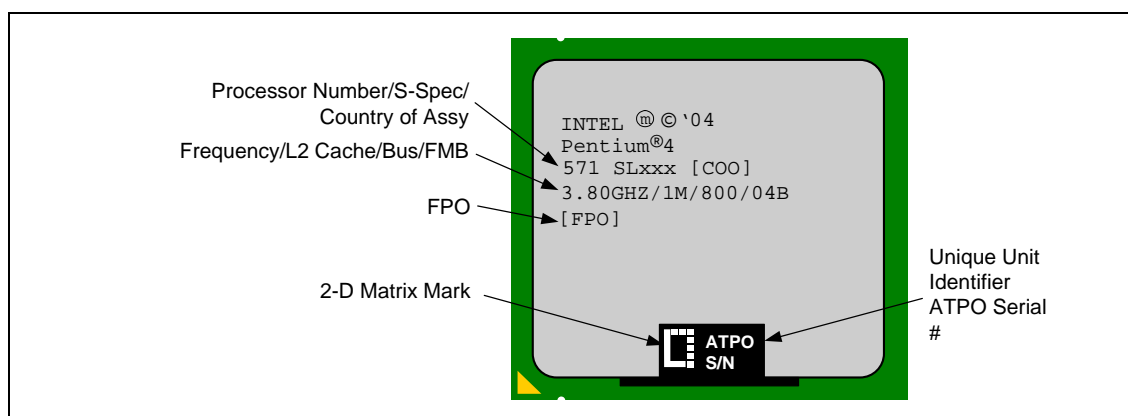 Processor Number/S-Spec/
Country of Assy
Frequency/L2 Cache/Bus/FMB
FPO
2-D Matrix Mark
INTEL ⓜ © `04
Pentium®4
571 SLxxx [COO]
3.80GHZ/1M/800/04B
[FPO]
ATPO
S/N
Unique Unit
Identifier
ATPO Serial
#